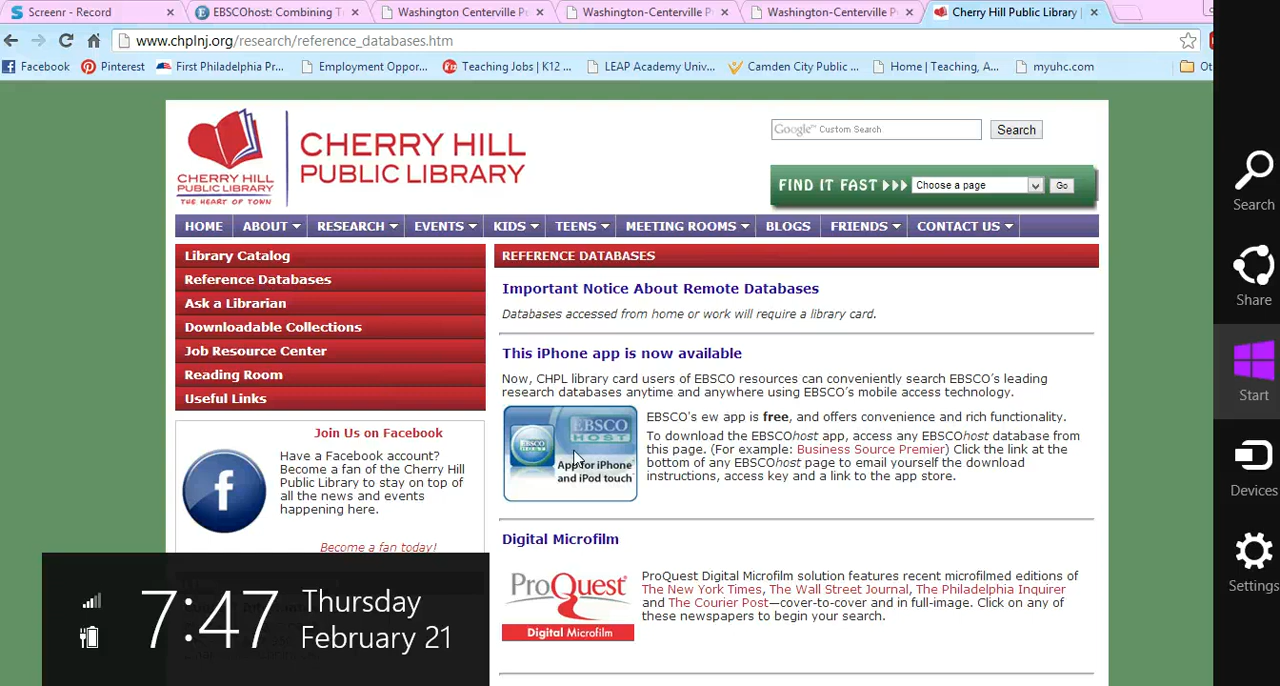 Screenr - Record
EBSCOhost: Combining T
Washington Centerville P
Washington-Centerville P
Washington-Centerville P
Cherry Hill Public Library |
www.chplnj.org/research/reference_databases.htm
Facebook
Pinterest
First Philadelphia Pr...
Employment Oppor...
Teaching Jobs | K12 ...
LEAP Academy Univ...
Camden City Public ...
Home | Teaching, A...
myuhc.com
Ot
CHERRY HILL
PUBLIC LIBRARY
THE HEART OF TOWN
CHERRY HILL
PUBLIC LIBRARY
Google™ Custom Search
Search
FIND IT FAST
Choose a page
Go
HOME
ABOUT
RESEARCH
EVENTS
KIDS
TEENS
MEETING ROOMS
BLOGS
FRIENDS
CONTACT US
Library Catalog
Reference Databases
Ask a Librarian
Downloadable Collections
Job Resource Center
Reading Room
Useful Links
Join Us on Facebook
Have a Facebook account?
Become a fan of the Cherry Hill
Public Library to stay on top of
all the news and events
happening here.
Become a fan today!
REFERENCE DATABASES
Important Notice About Remote Databases
Databases accessed from home or work will require a library card.
This iPhone app is now available
Now, CHPL library card users of EBSCO resources can conveniently search EBSCO's leading
research databases anytime and anywhere using EBSCO's mobile access technology.
EBSCO
HOST
EBSCO
HOST
App for iPhone
and iPod touch
EBSCO's ew app is free, and offers convenience and rich functionality.
To download the EBSCOhost app, access any EBSCOhost database from
this page. (For example: Business Source Premier) Click the link at the
bottom of any EBSCOhost page to email yourself the download
instructions, access key and a link to the app store.
Digital Microfilm
ProQuest
Digital Microfilm
ProQuest Digital Microfilm solution features recent microfilmed editions of
The New York Times, The Wall Street Journal, The Philadelphia Inquirer
and The Courier Post—cover-to-cover and in full-image. Click on any of
these newspapers to begin your search.
7:47
Thursday
February 21
Search
Share
Start
Devices
Settings